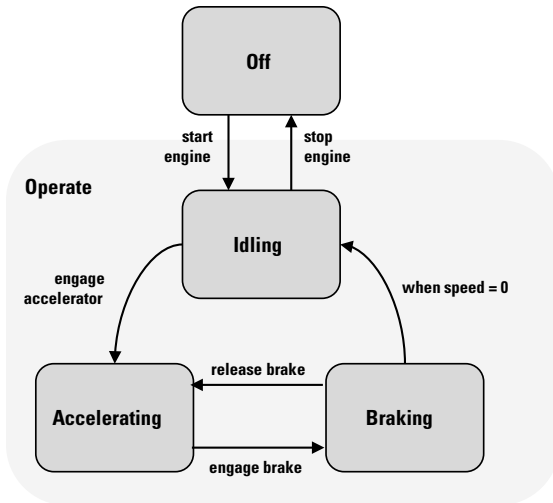 Off
start
engine
stop
engine
Operate
Idling
engage
accelerator
when speed = 0
release brake
Accelerating
Braking
engage brake